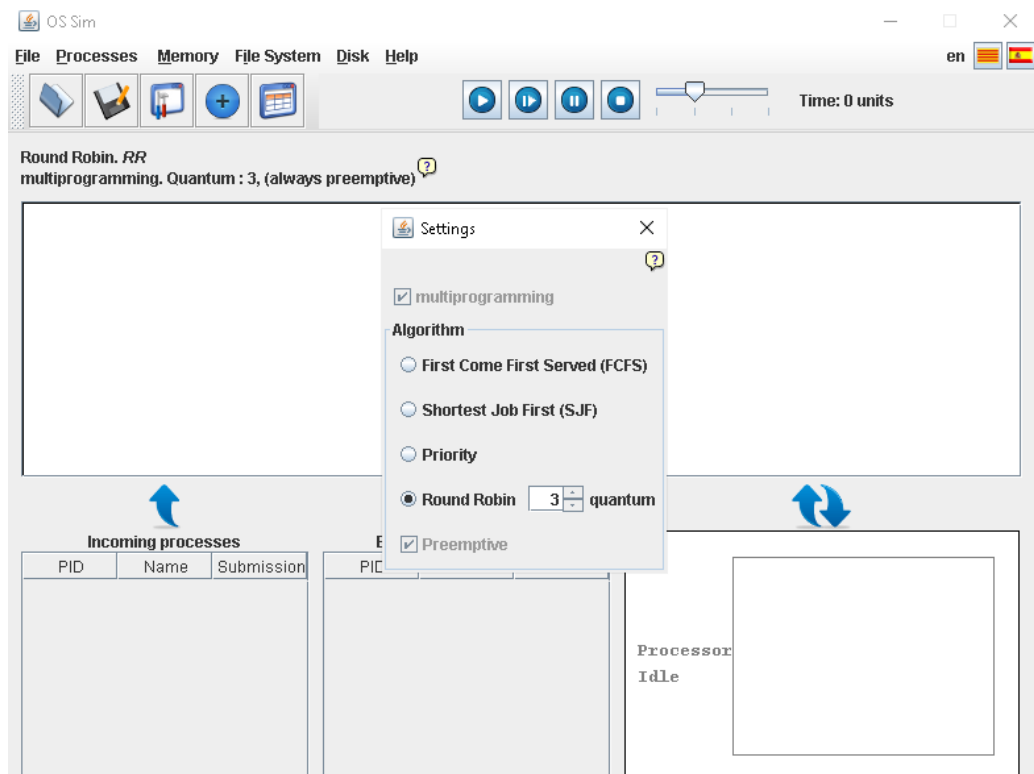 OS Sim
File Processes Memory File System Disk Help en
Time: 0 units
Round Robin. RR
multiprogramming. Quantum : 3, (always preemptive) ?
Settings
?
multiprogramming
Algorithm
First Come First Served (FCFS)
Shortest Job First (SJF)
Priority
Round Robin 3 quantum
Preemptive
Incoming processes
PID Name Submission
PID
Processor
Idle